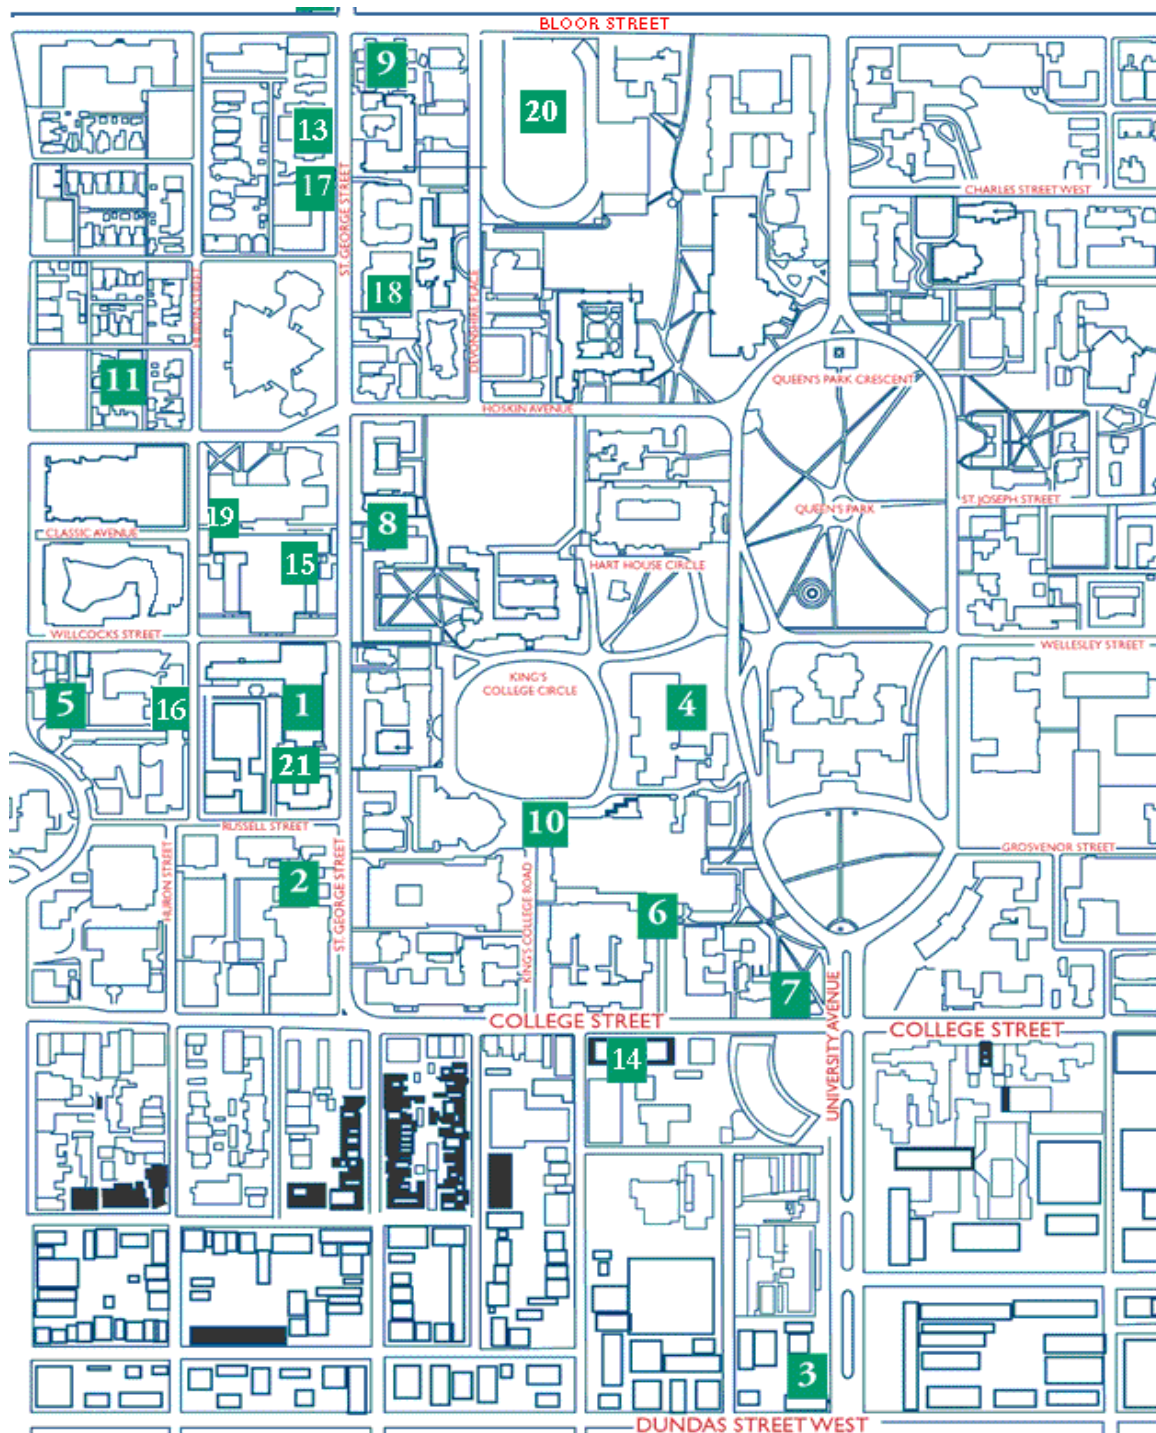 BLOOR STREET
9
20
13
17
CHARLES STREET WEST
ST. GEORGE STREET
18
HURON STREET
DEVONSHIRE PLACE
11
QUEEN'S PARK CRESCENT
HOSKIN AVENUE
ST. JOSEPH STREET
QUEEN'S PARK
19
8
CLASSIC AVENUE
15
HART HOUSE CIRCLE
WILLCOCKS STREET
WELLESLEY STREET
KING'S
COLLEGE CIRCLE
5
16
1
4
21
10
RUSSELL STREET
GROSVENOR STREET
HURON STREET
2
ST. GEORGE STREET
KING'S COLLEGE ROAD
6
7
UNIVERSITY AVENUE
COLLEGE STREET
COLLEGE STREET
14
3
DUNDAS STREET WEST